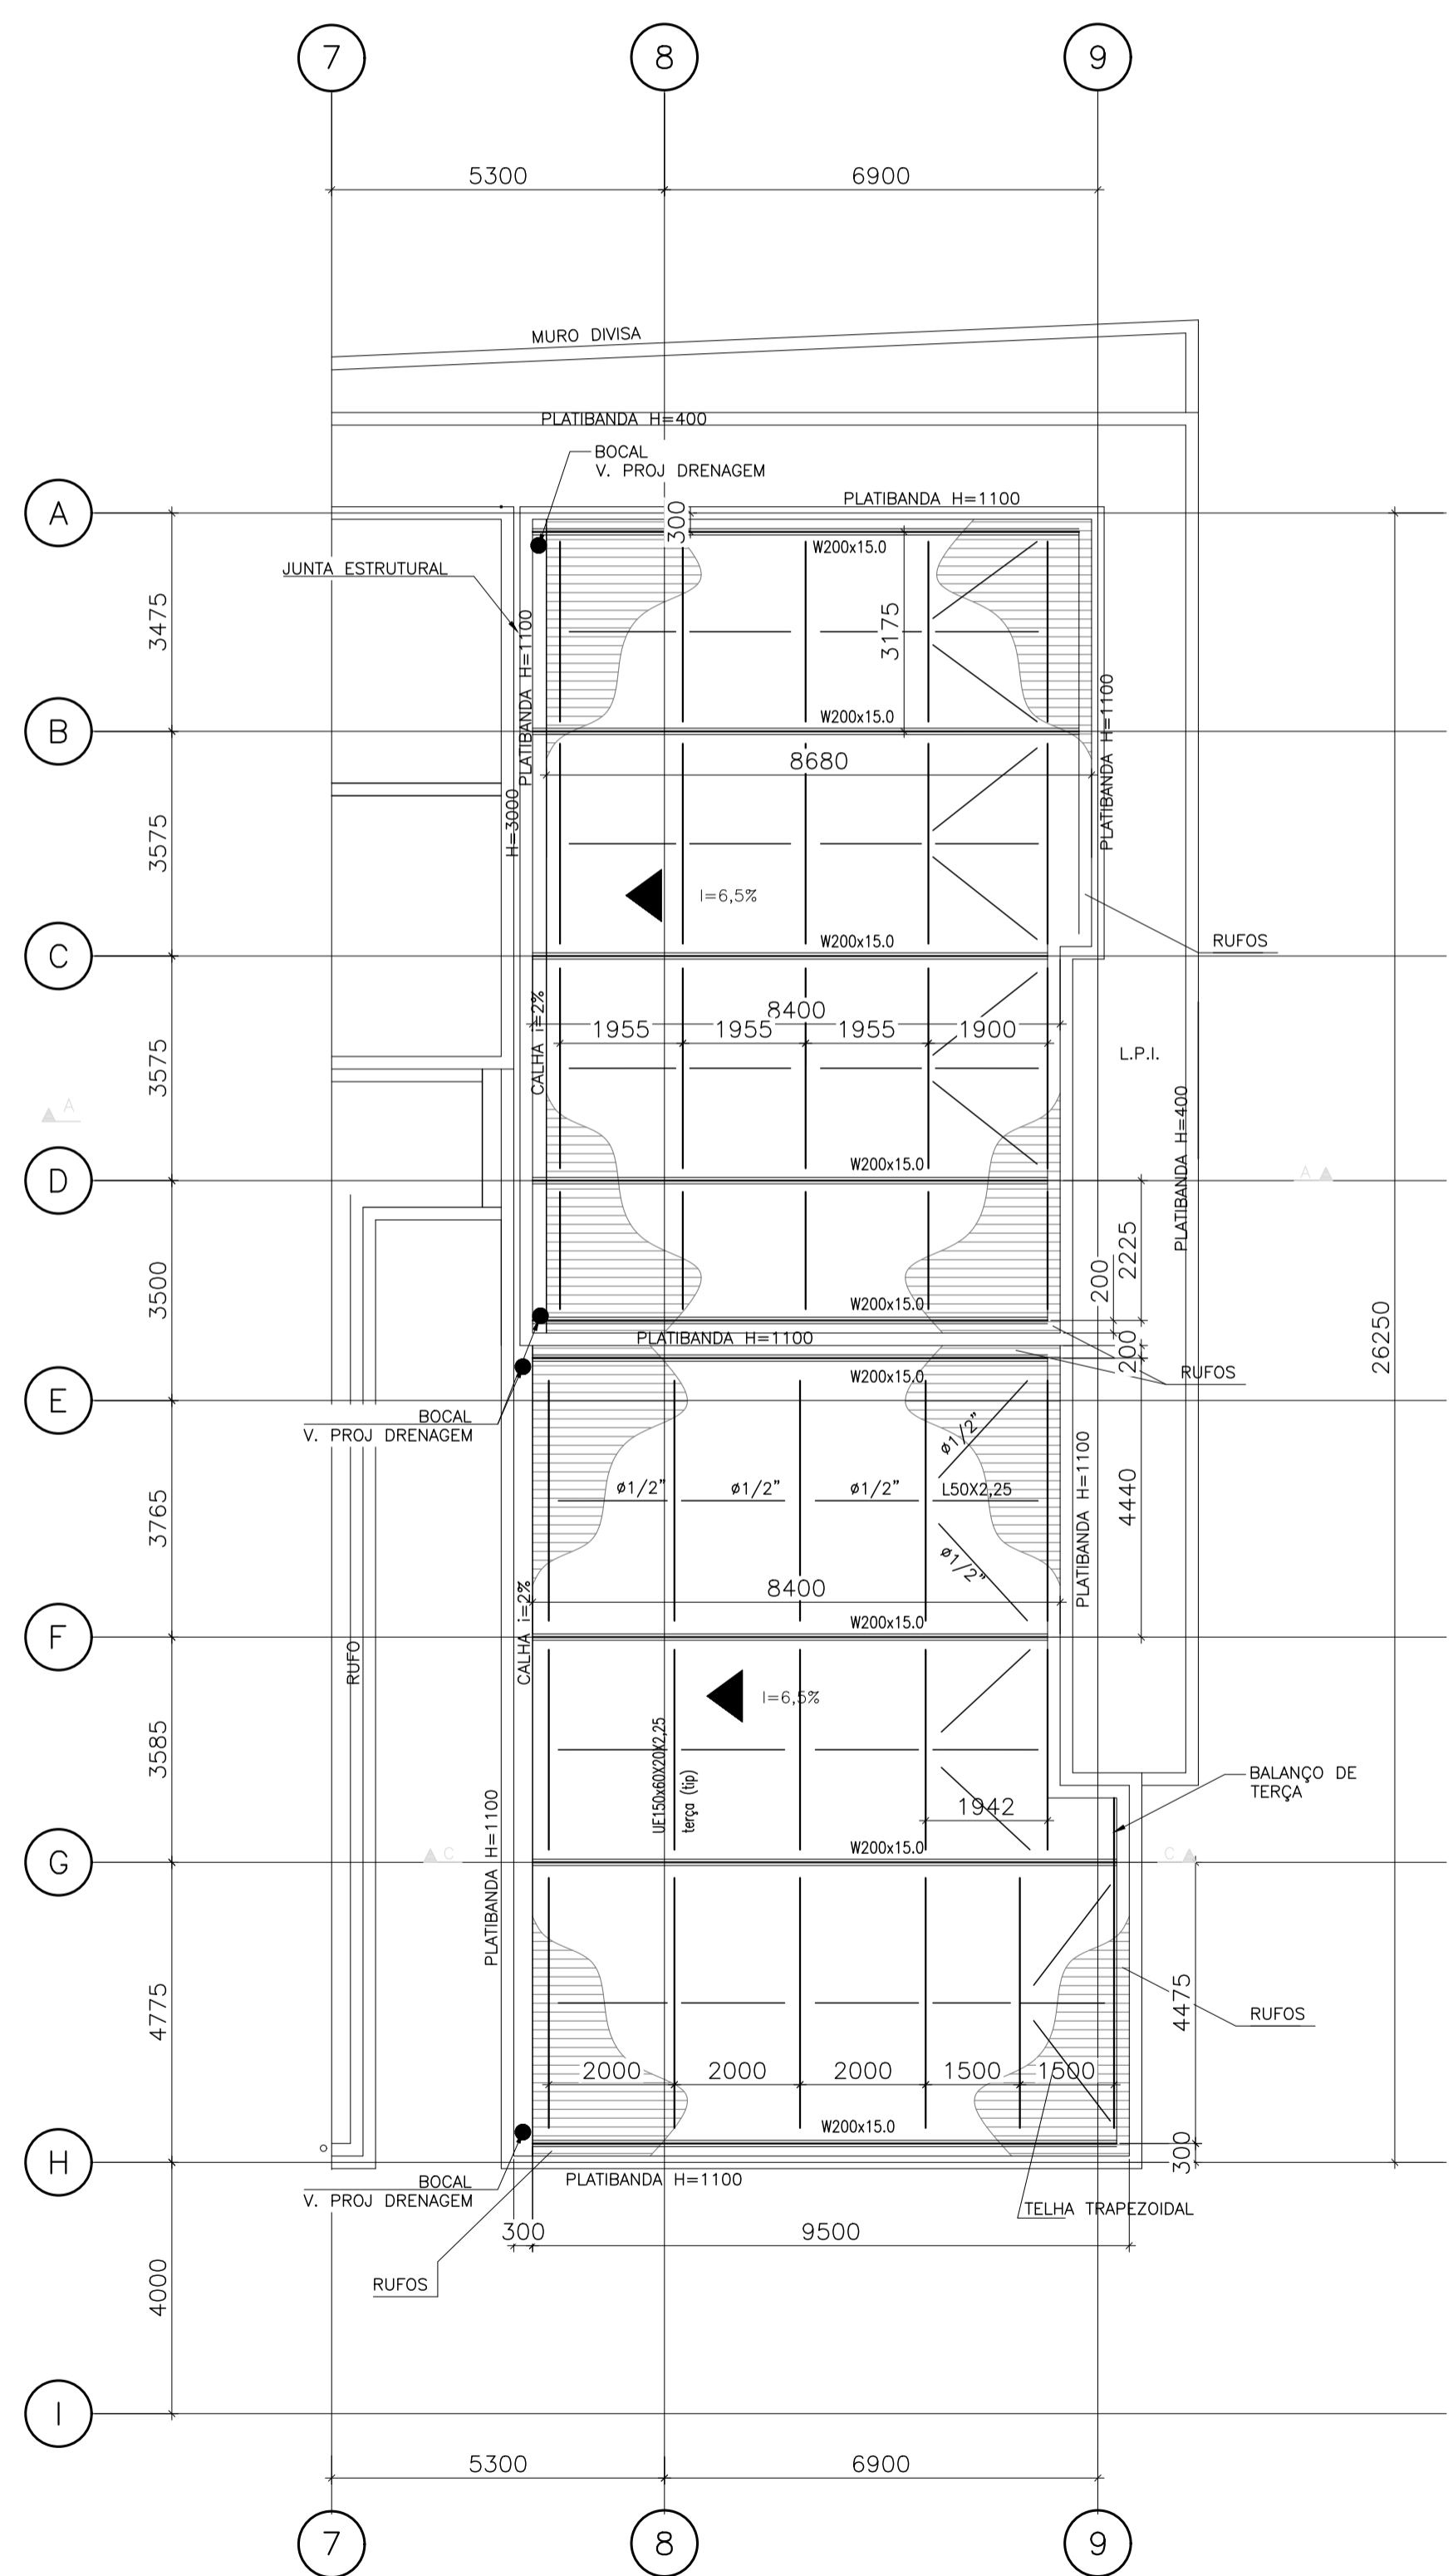 7
8
9
5300
6900
MURO DIVISA
PLATIBANDA H=400
BOCAL
V. PROJ DRENAGEM
PLATIBANDA H=1100
A
300
W200x15.0
JUNTA ESTRUTURAL
3475
3175
PLATIBANDA H=1100
PLATIBANDA H=1100
B
W200x15.0
8680
H=3000
3575
I=6,5%
C
W200x15.0
RUFOS
CALHA i=2%
8400
1955
1955
1955
1900
3575
L.P.I.
PLATIBANDA H=400
A
D
W200x15.0
A
2225
200
3500
W200x15.0
PLATIBANDA H=1100
200
26250
E
W200x15.0
RUFOS
BOCAL
V. PROJ DRENAGEM
ø1/2"
PLATIBANDA H=1100
4440
3765
ø1/2"
ø1/2"
ø1/2"
L50X2,25
ø1/2"
8400
CALHA i=2%
F
W200x15.0
RUFO
I=6,5%
3585
UE150x60X20X2,25
terça (tip)
BALANÇO DE
TERÇA
1942
PLATIBANDA H=1100
W200x15.0
G
C
C
4775
4475
RUFOS
2000
2000
2000
1500
1500
W200x15.0
H
300
BOCAL
V. PROJ DRENAGEM
PLATIBANDA H=1100
TELHA TRAPEZOIDAL
300
9500
RUFOS
4000
I
5300
6900
7
8
9